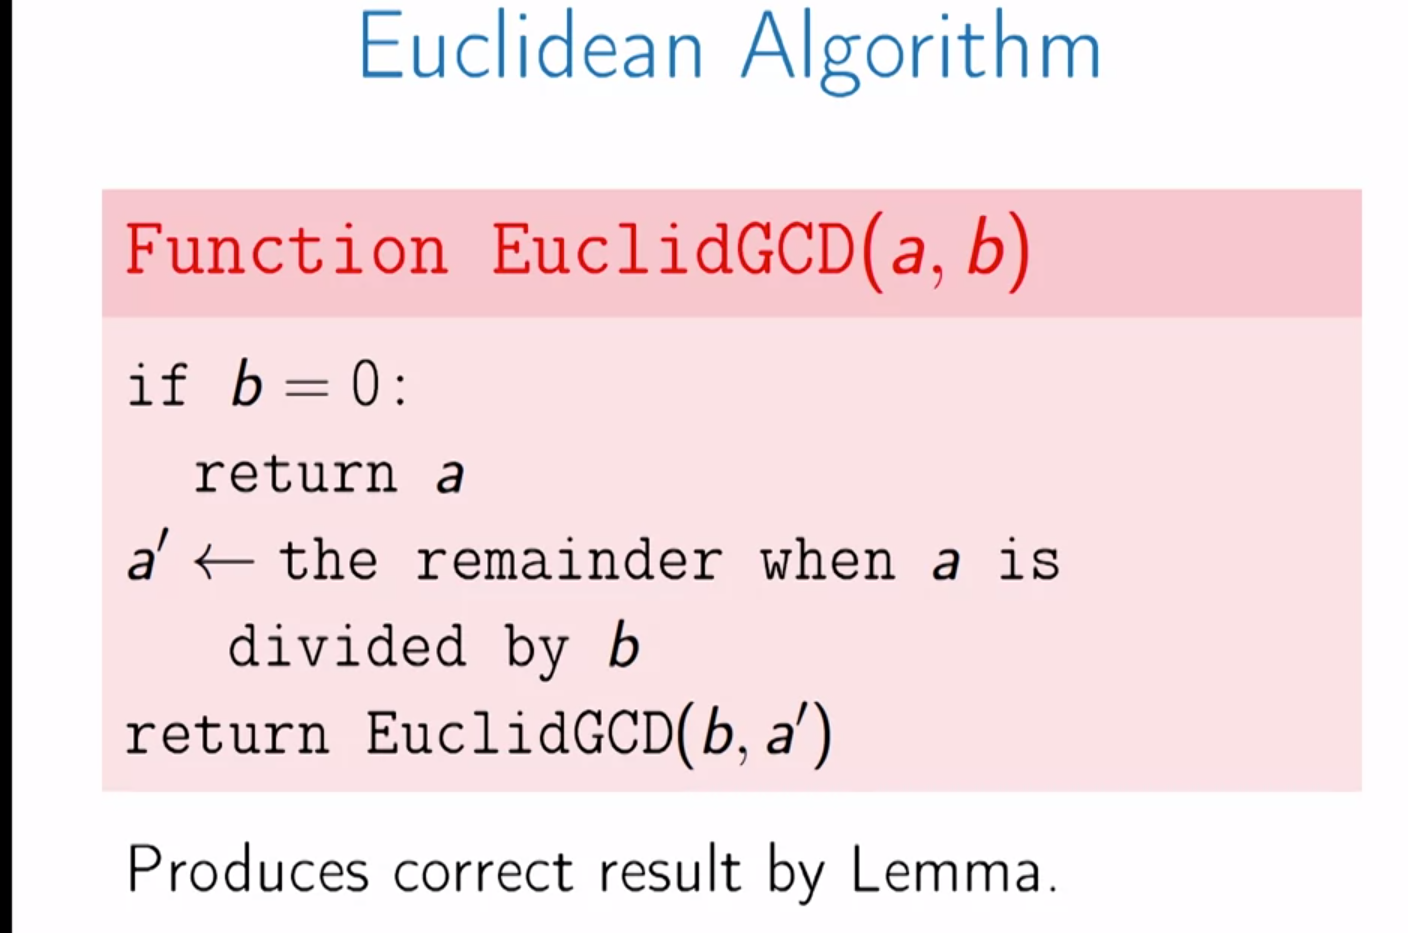 Euclidean Algorithm
Function EuclidGCD(a, b)
if b = 0:
return a
a′ ← the remainder when a is
divided by b
return EuclidGCD(b, a′)
Produces correct result by Lemma.